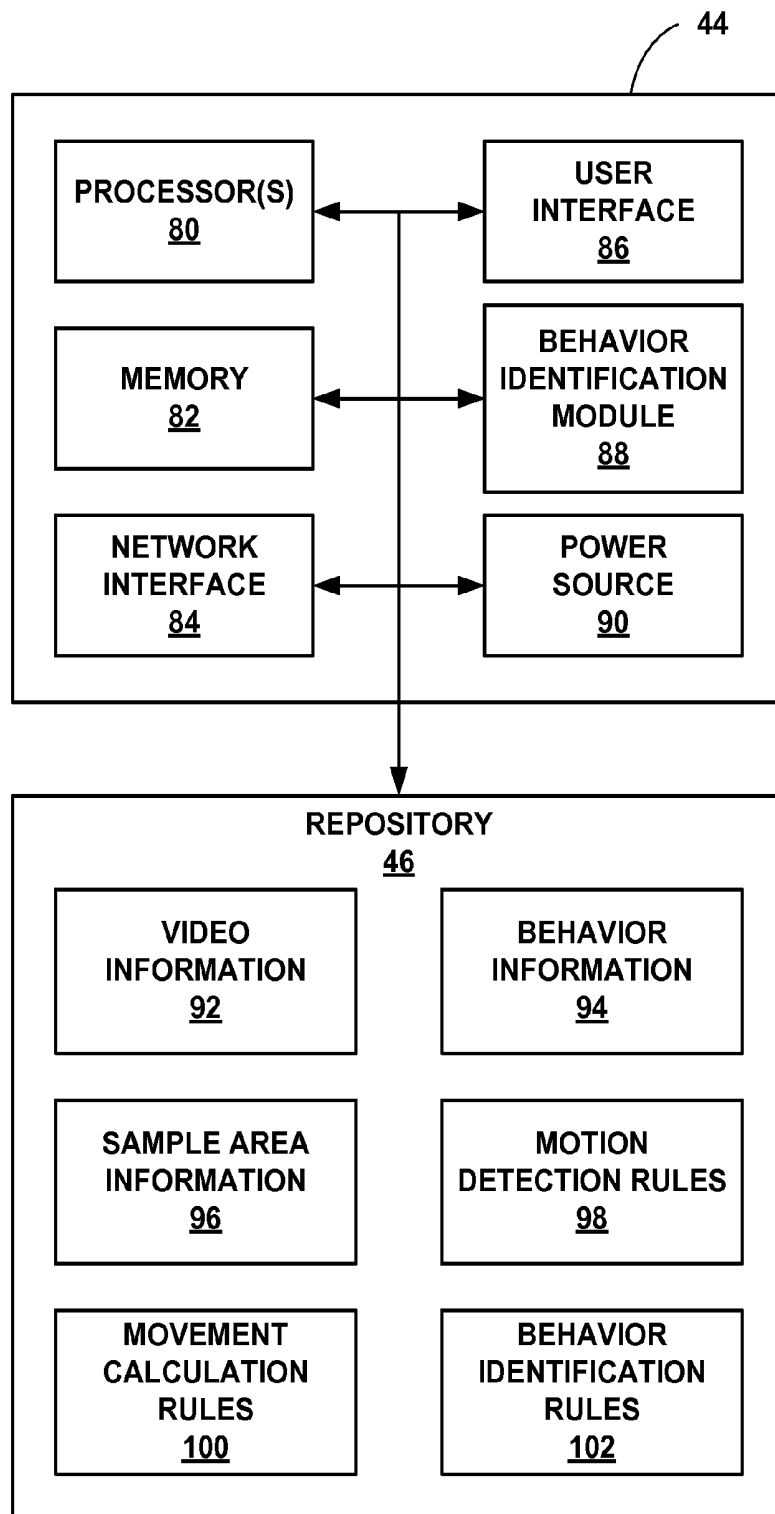 44
PROCESSOR(S)
80
USER
INTERFACE
86
MEMORY
82
BEHAVIOR
IDENTIFICATION
MODULE
88
NETWORK
INTERFACE
84
POWER
SOURCE
90
REPOSITORY
46
VIDEO
INFORMATION
92
BEHAVIOR
INFORMATION
94
SAMPLE AREA
INFORMATION
96
MOTION
DETECTION RULES
98
MOVEMENT
CALCULATION
RULES
100
BEHAVIOR
IDENTIFICATION
RULES
102